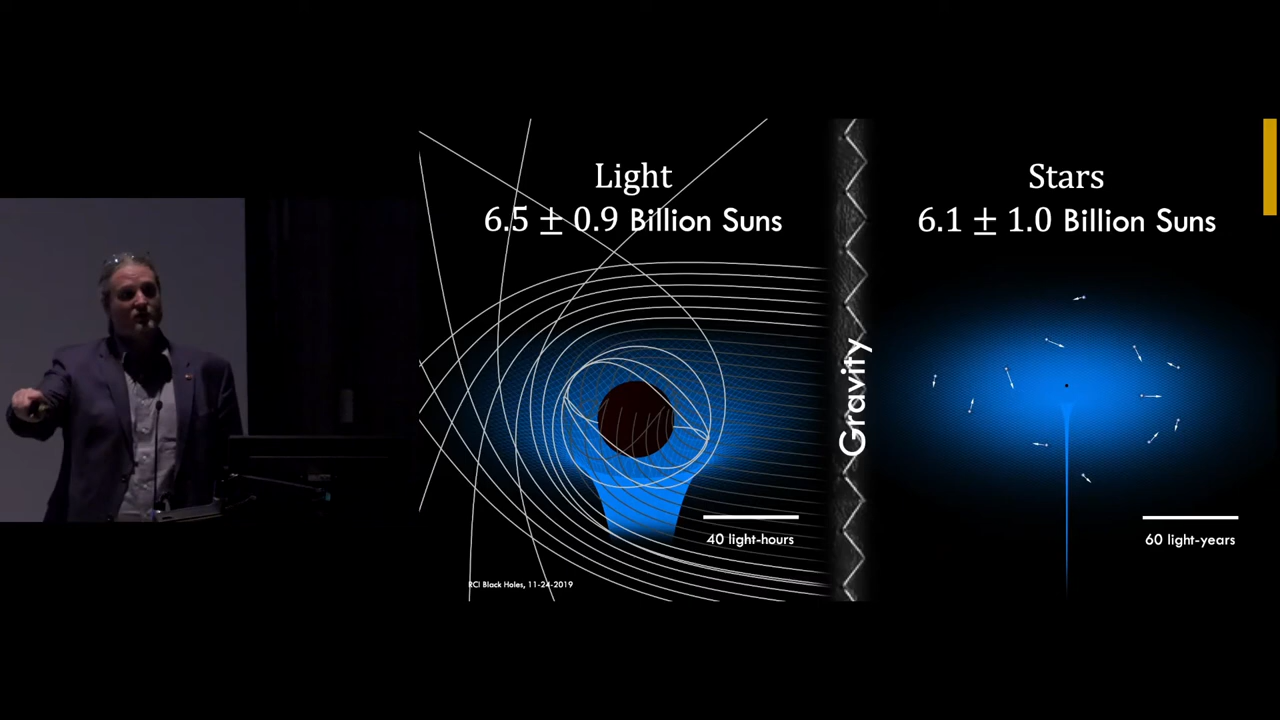 Light
6.5 ± 0.9 Billion Suns
40 light-hours
RCI Black Holes, 11-24-2019
Gravity
Stars
6.1 ± 1.0 Billion Suns
60 light-years